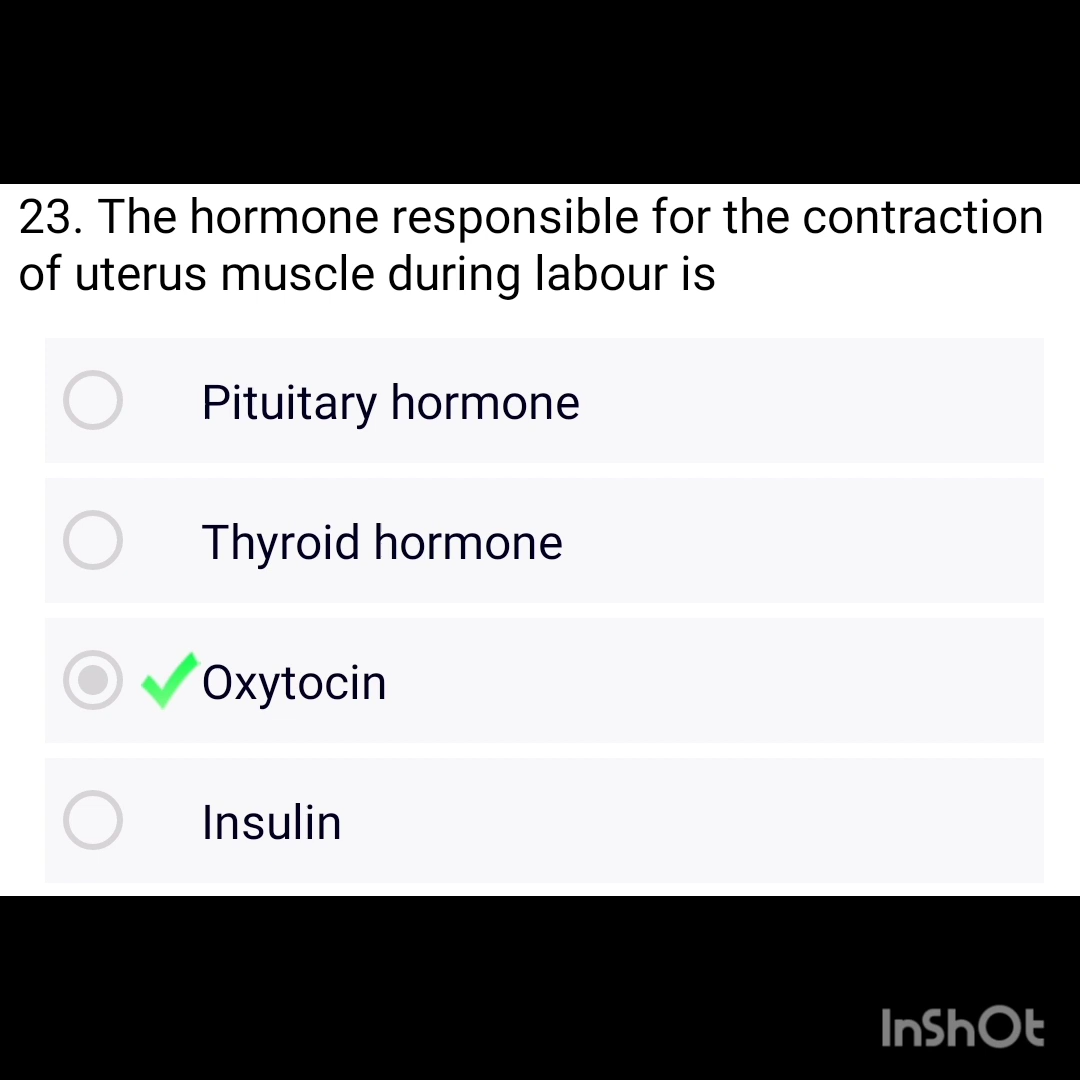 23. The hormone responsible for the contraction
of uterus muscle during labour is
Pituitary hormone
Thyroid hormone
Oxytocin
Insulin
InShOt